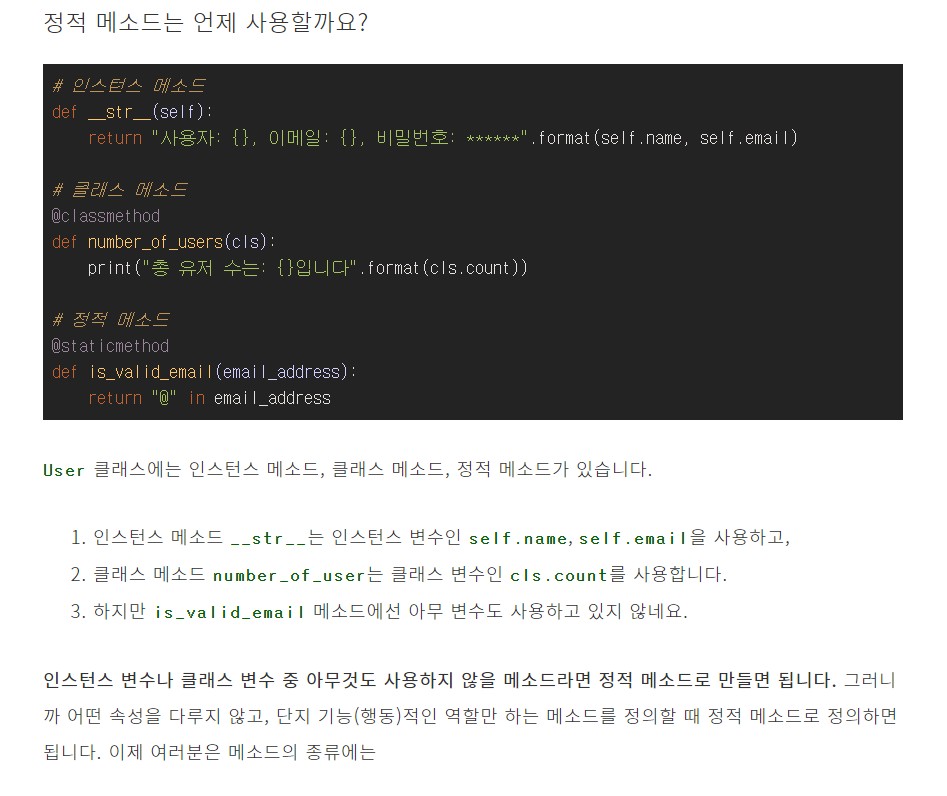 정적 메소드는 언제 사용할까요?
# 인스턴스 메소드
def __str__(self):
    return "사용자: {}, 이메일: {}, 비밀번호: ******".format(self.name, self.email)
# 클래스 메소드
@classmethod
def number_of_users(cls):
    print("총 유저 수는: {}입니다".format(cls.count))
# 정적 메소드
@staticmethod
def is_valid_email(email_address):
    return "@" in email_address
User 클래스에는 인스턴스 메소드, 클래스 메소드, 정적 메소드가 있습니다.
1. 인스턴스 메소드 __str__는 인스턴스 변수인 self.name, self.email을 사용하고,
2. 클래스 메소드 number_of_user는 클래스 변수인 cls.count를 사용합니다.
3. 하지만 is_valid_email 메소드에선 아무 변수도 사용하고 있지 않네요.
인스턴스 변수나 클래스 변수 중 아무것도 사용하지 않을 메소드라면 정적 메소드로 만들면 됩니다. 그러니
까 어떤 속성을 다루지 않고, 단지 기능(행동)적인 역할만 하는 메소드를 정의할 때 정적 메소드로 정의하면
됩니다. 이제 여러분은 메소드의 종류에는